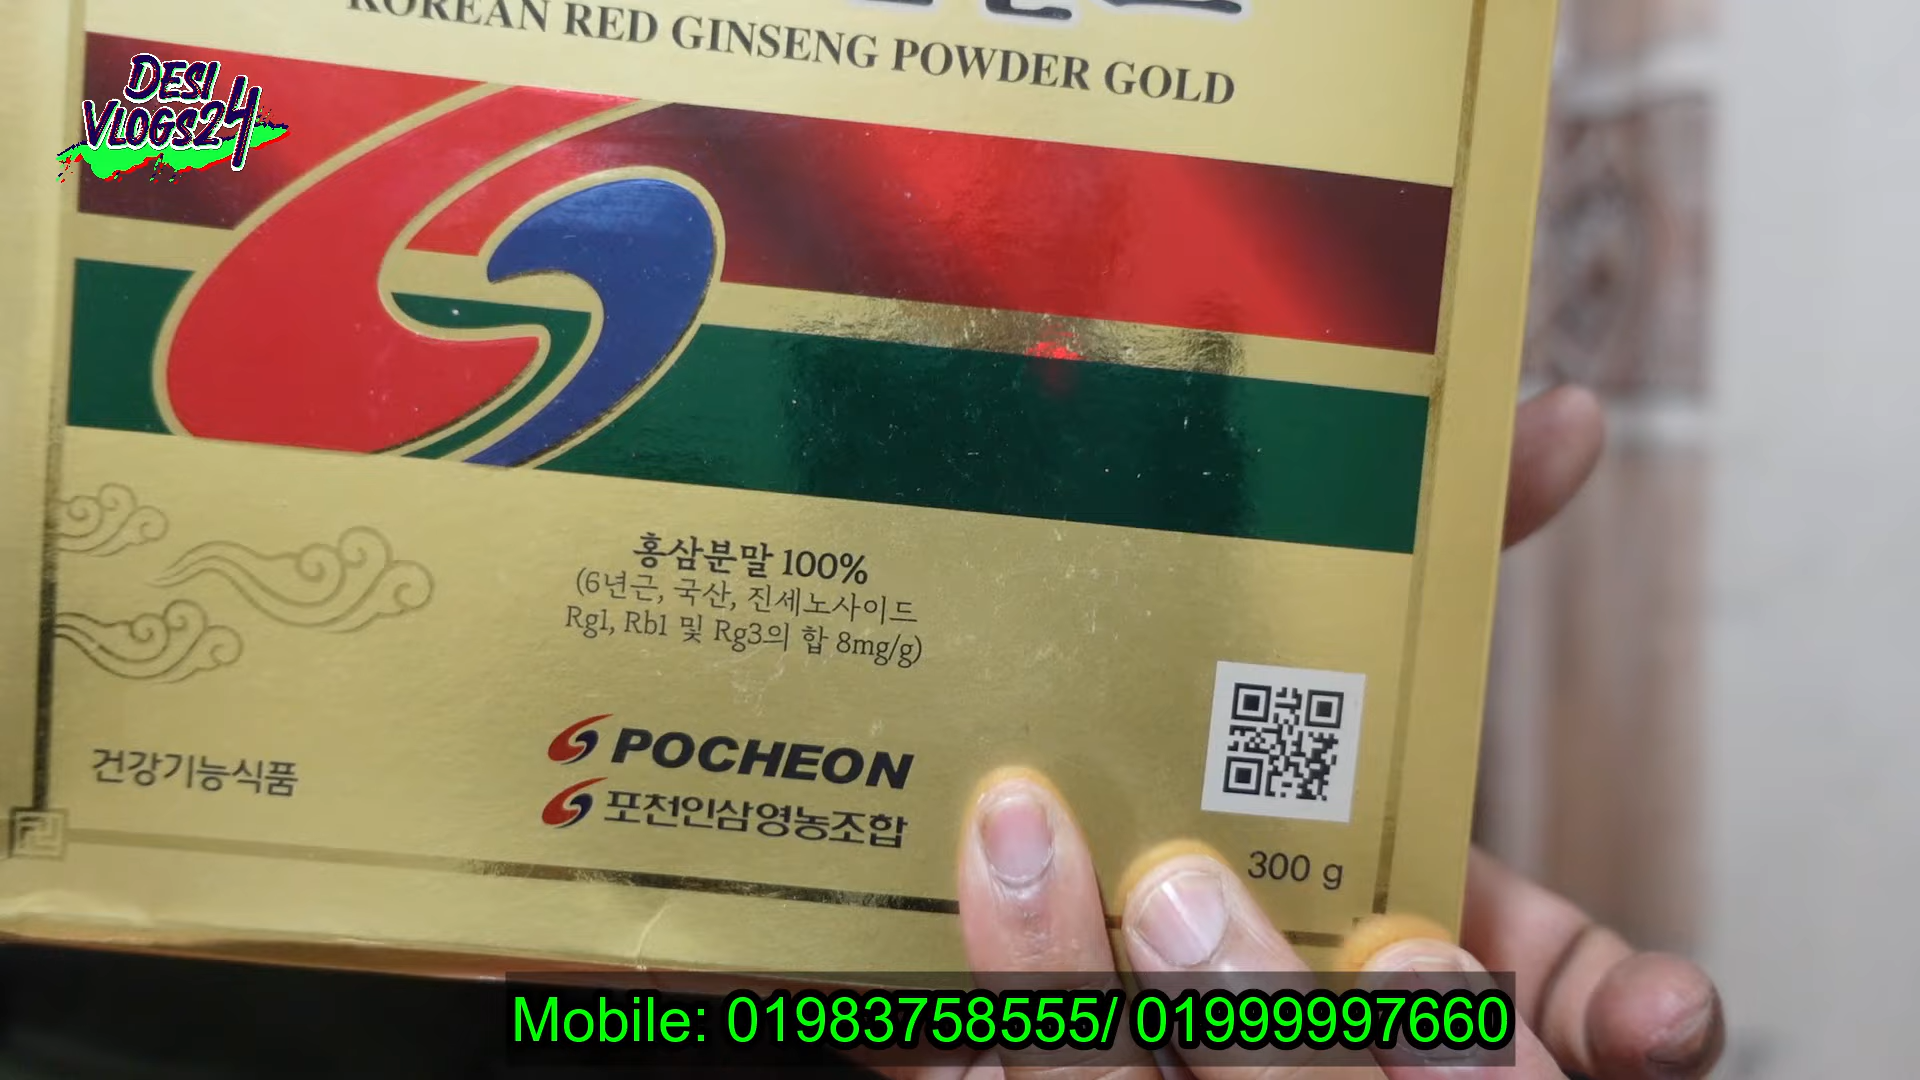 KOREAN RED GINSENG POWDER GOLD
DESI
VLOGS24
홍삼분말 100%
(6년근, 국산, 진세노사이드
Rg1, Rb1 및 Rg3의 합 8mg/g)
POCHEON
포천인삼영농조합
건강기능식품
300 g
Mobile: 01983758555/ 01999997660